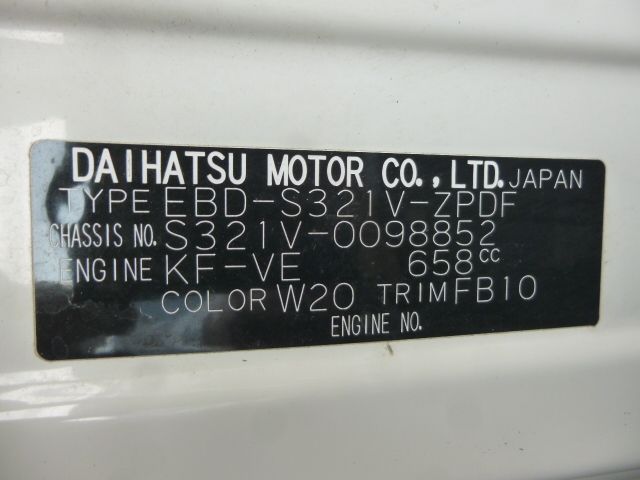 DAIHATSU MOTOR CO., LTD. JAPAN
TYPE EBD-S321V-ZPDF
CHASSIS NO. S321V-0098852
ENGINE KF-VE 658cc
COLOR W20 TRIM FB10
ENGINE NO.